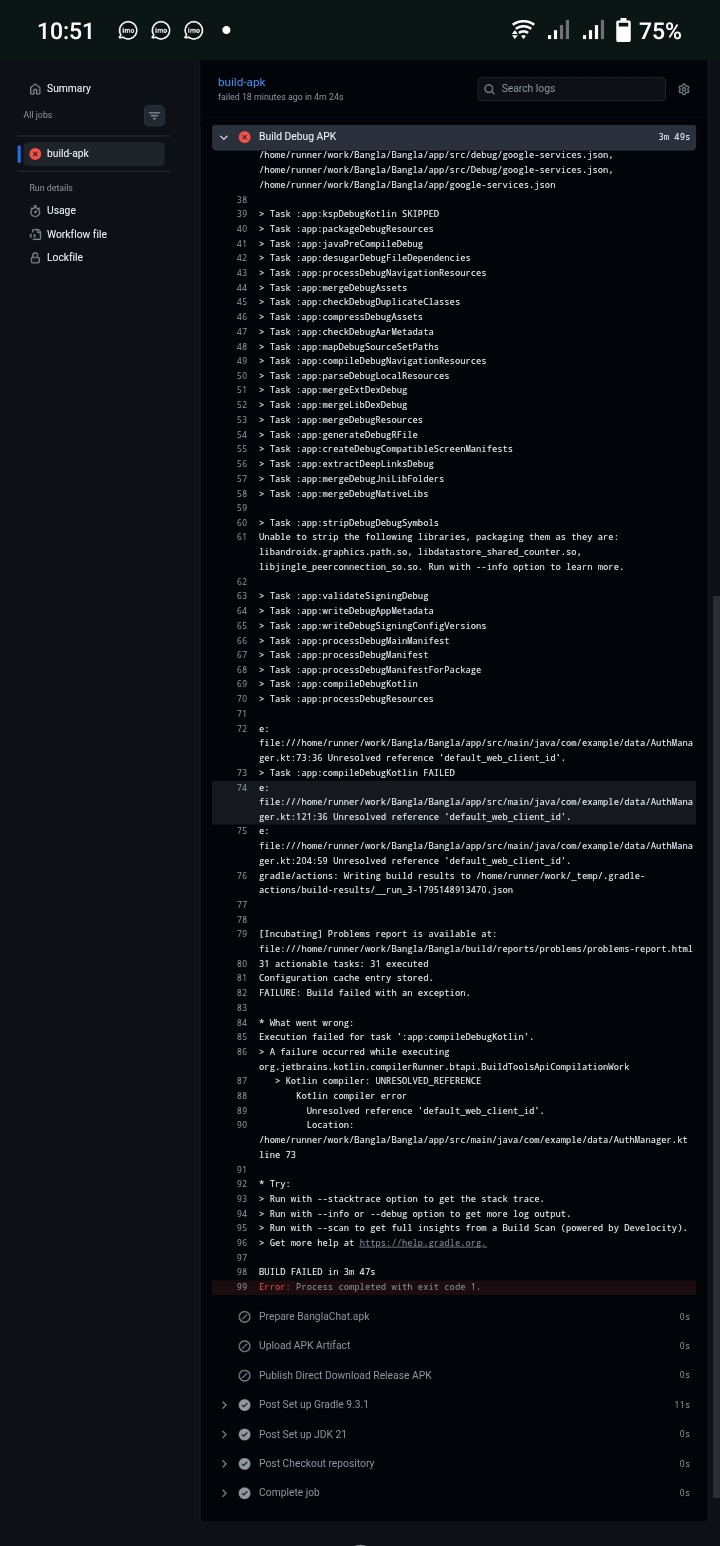 10:51
imo
imo
imo
75%
Summary
All jobs
build-apk
Run details
Usage
Workflow file
Lockfile
build-apk
failed 18 minutes ago in 4m 24s
Search logs
Build Debug APK 3m 49s
/home/runner/work/Bangla/Bangla/app/src/debug/google-services.json,
/home/runner/work/Bangla/Bangla/app/src/Debug/google-services.json,
/home/runner/work/Bangla/Bangla/app/google-services.json
38
39 > Task :app:kspDebugKotlin SKIPPED
40 > Task :app:packageDebugResources
41 > Task :app:javaPreCompileDebug
42 > Task :app:desugarDebugFileDependencies
43 > Task :app:processDebugNavigationResources
44 > Task :app:mergeDebugAssets
45 > Task :app:checkDebugDuplicateClasses
46 > Task :app:compressDebugAssets
47 > Task :app:checkDebugAarMetadata
48 > Task :app:mapDebugSourceSetPaths
49 > Task :app:compileDebugNavigationResources
50 > Task :app:parseDebugLocalResources
51 > Task :app:mergeExtDexDebug
52 > Task :app:mergeLibDexDebug
53 > Task :app:mergeDebugResources
54 > Task :app:generateDebugRFile
55 > Task :app:createDebugCompatibleScreenManifests
56 > Task :app:extractDeepLinksDebug
57 > Task :app:mergeDebugJniLibFolders
58 > Task :app:mergeDebugNativeLibs
59
60 > Task :app:stripDebugDebugSymbols
61 Unable to strip the following libraries, packaging them as they are:
libandroidx.graphics.path.so, libdatastore_shared_counter.so,
libjingle_peerconnection_so.so. Run with --info option to learn more.
62
63 > Task :app:validateSigningDebug
64 > Task :app:writeDebugAppMetadata
65 > Task :app:writeDebugSigningConfigVersions
66 > Task :app:processDebugMainManifest
67 > Task :app:processDebugManifest
68 > Task :app:processDebugManifestForPackage
69 > Task :app:compileDebugKotlin
70 > Task :app:processDebugResources
71
72 e:
file:///home/runner/work/Bangla/Bangla/app/src/main/java/com/example/data/AuthMana
ger.kt:73:36 Unresolved reference 'default_web_client_id'.
73 > Task :app:compileDebugKotlin FAILED
74 e:
file:///home/runner/work/Bangla/Bangla/app/src/main/java/com/example/data/AuthMana
ger.kt:121:36 Unresolved reference 'default_web_client_id'.
75 e:
file:///home/runner/work/Bangla/Bangla/app/src/main/java/com/example/data/AuthMana
ger.kt:204:59 Unresolved reference 'default_web_client_id'.
76 gradle/actions: Writing build results to /home/runner/work/_temp/.gradle-
actions/build-results/__run_3-1795148913470.json
77
78
79 [Incubating] Problems report is available at:
file:///home/runner/work/Bangla/Bangla/build/reports/problems/problems-report.html
80 31 actionable tasks: 31 executed
81 Configuration cache entry stored.
82 FAILURE: Build failed with an exception.
83
84 * What went wrong:
85 Execution failed for task ':app:compileDebugKotlin'.
86 > A failure occurred while executing
org.jetbrains.kotlin.compilerRunner.btapi.BuildToolsApiCompilationWork
87 > Kotlin compiler: UNRESOLVED_REFERENCE
88 Kotlin compiler error
89 Unresolved reference 'default_web_client_id'.
90 Location:
/home/runner/work/Bangla/Bangla/app/src/main/java/com/example/data/AuthManager.kt
line 73
91
92 * Try:
93 > Run with --stacktrace option to get the stack trace.
94 > Run with --info or --debug option to get more log output.
95 > Run with --scan to get full insights from a Build Scan (powered by Develocity).
96 > Get more help at https://help.gradle.org.
97
98 BUILD FAILED in 3m 47s
99 Error: Process completed with exit code 1.
Prepare BanglaChat.apk 0s
Upload APK Artifact 0s
Publish Direct Download Release APK 0s
Post Set up Gradle 9.3.1 11s
Post Set up JDK 21 0s
Post Checkout repository 0s
Complete job 0s